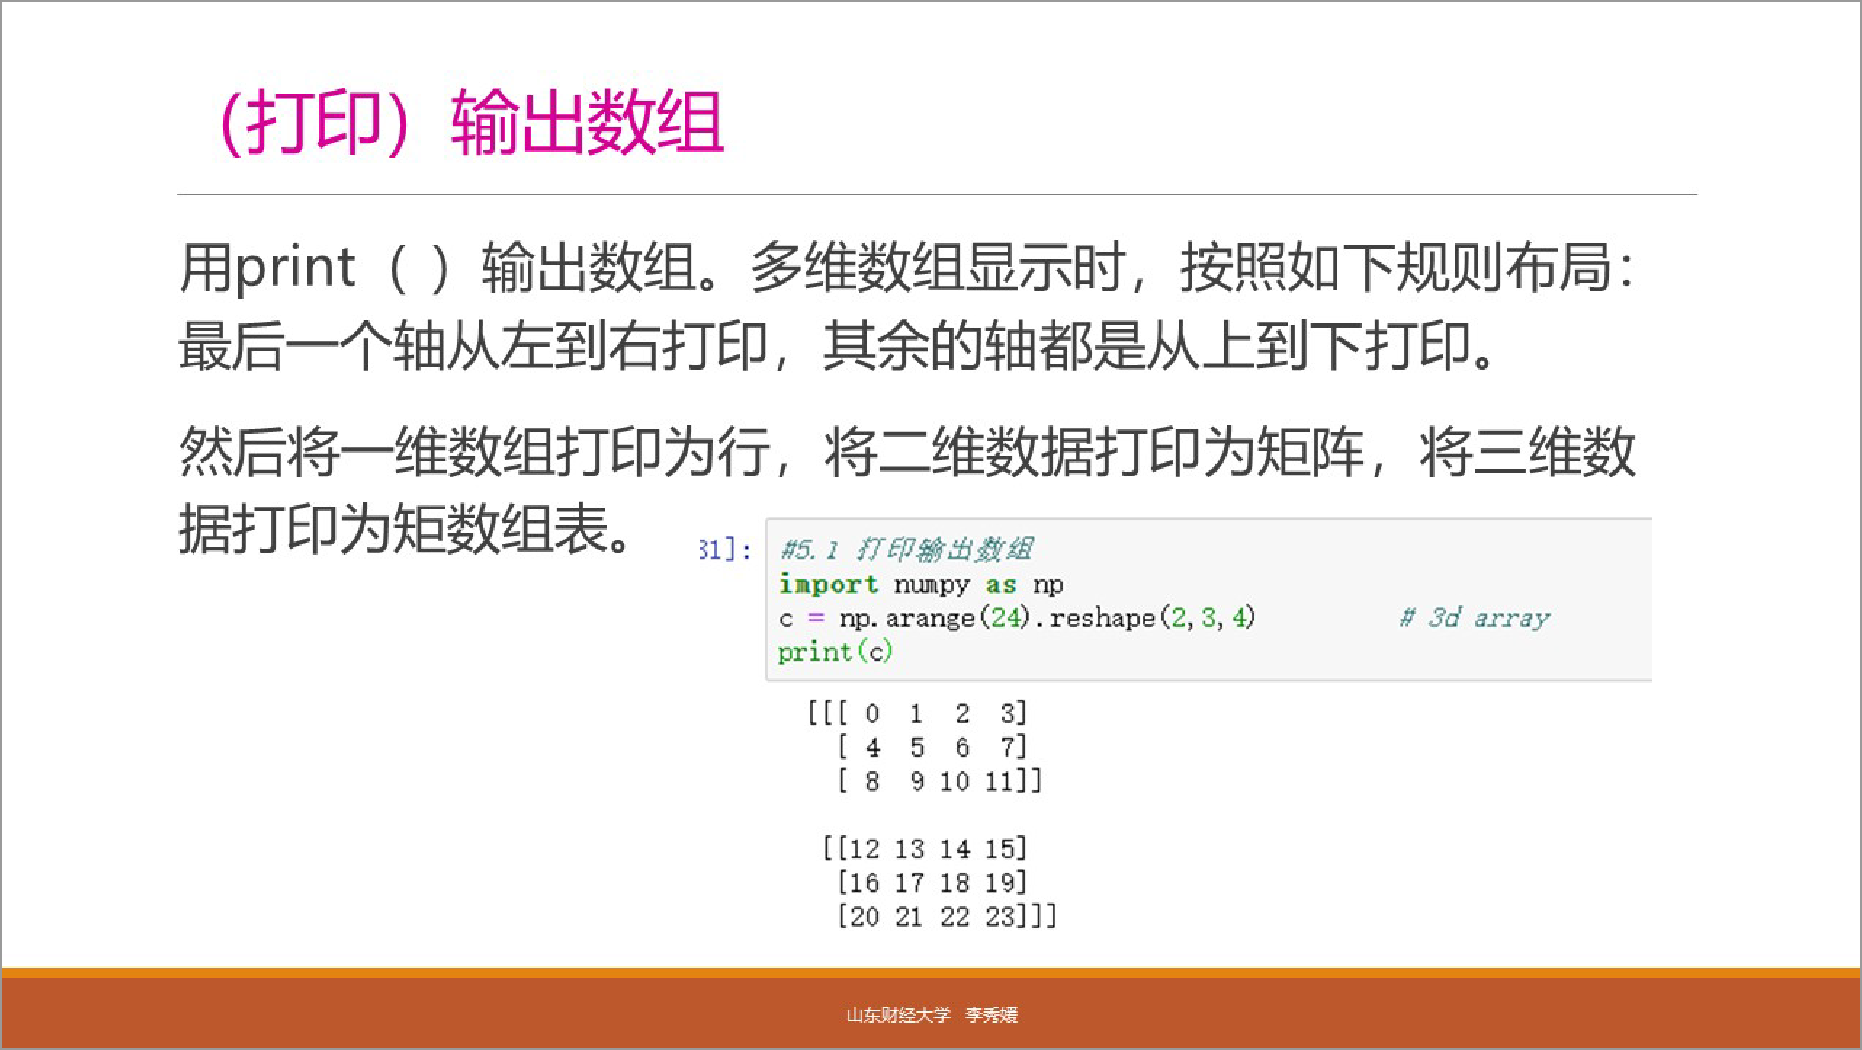 （打印）输出数组
用print（ ）输出数组。多维数组显示时，按照如下规则布局：
最后一个轴从左到右打印，其余的轴都是从上到下打印。
然后将一维数组打印为行，将二维数据打印为矩阵，将三维数
据打印为矩数组表。
31]:
#5.1 打印输出数组
import numpy as np
c = np.arange(24).reshape(2,3,4)          # 3d array
print(c)
[[[ 0  1  2  3]
  [ 4  5  6  7]
  [ 8  9 10 11]]
 [[12 13 14 15]
  [16 17 18 19]
  [20 21 22 23]]]
山东财经大学 李秀媛